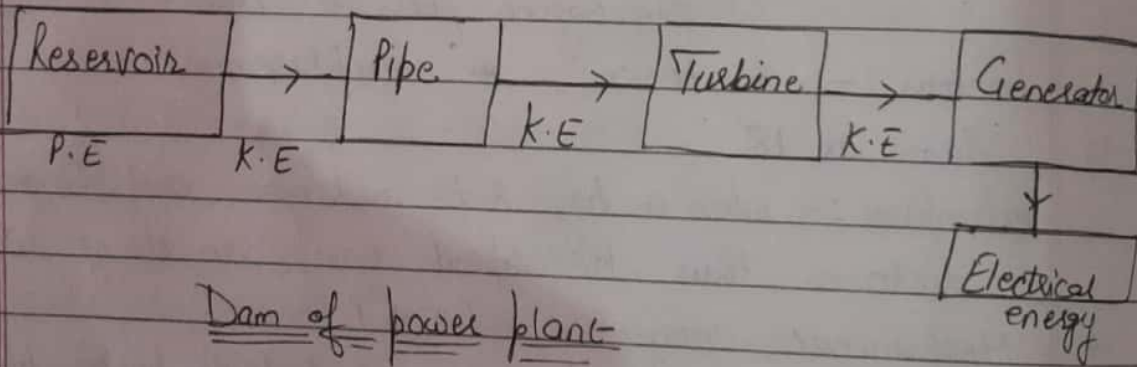 Reservoir Pipe Turbine Generator
P.E K.E K.E K.E
Electrical
energy
Dam of power plant